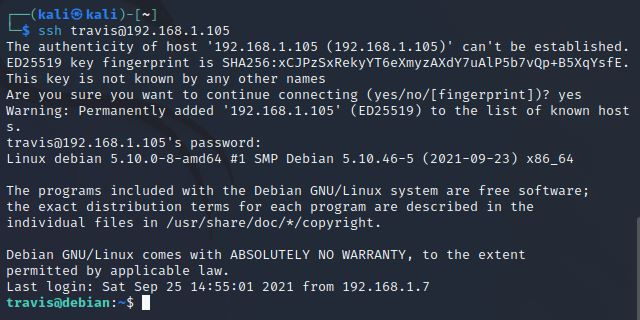 ┌──(kali㉿kali)-[~]
└─$ ssh travis@192.168.1.105
The authenticity of host '192.168.1.105 (192.168.1.105)' can't be established.
ED25519 key fingerprint is SHA256:xCJPzSxRekyYT6eXmyzAXdY7uAlP5b7vQp+B5XqYsfE.
This key is not known by any other names
Are you sure you want to continue connecting (yes/no/[fingerprint])? yes
Warning: Permanently added '192.168.1.105' (ED25519) to the list of known host
s.
travis@192.168.1.105's password:
Linux debian 5.10.0-8-amd64 #1 SMP Debian 5.10.46-5 (2021-09-23) x86_64

The programs included with the Debian GNU/Linux system are free software;
the exact distribution terms for each program are described in the
individual files in /usr/share/doc/*/copyright.

Debian GNU/Linux comes with ABSOLUTELY NO WARRANTY, to the extent
permitted by applicable law.
Last login: Sat Sep 25 14:55:01 2021 from 192.168.1.7
travis@debian:~$